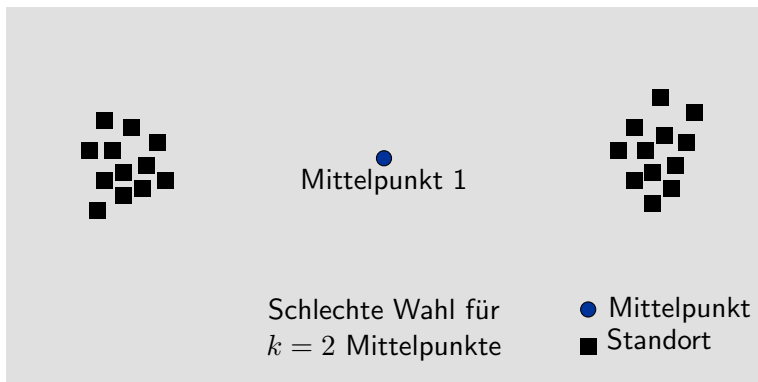 Mittelpunkt 1
Schlechte Wahl für
k = 2 Mittelpunkte
Mittelpunkt
Standort